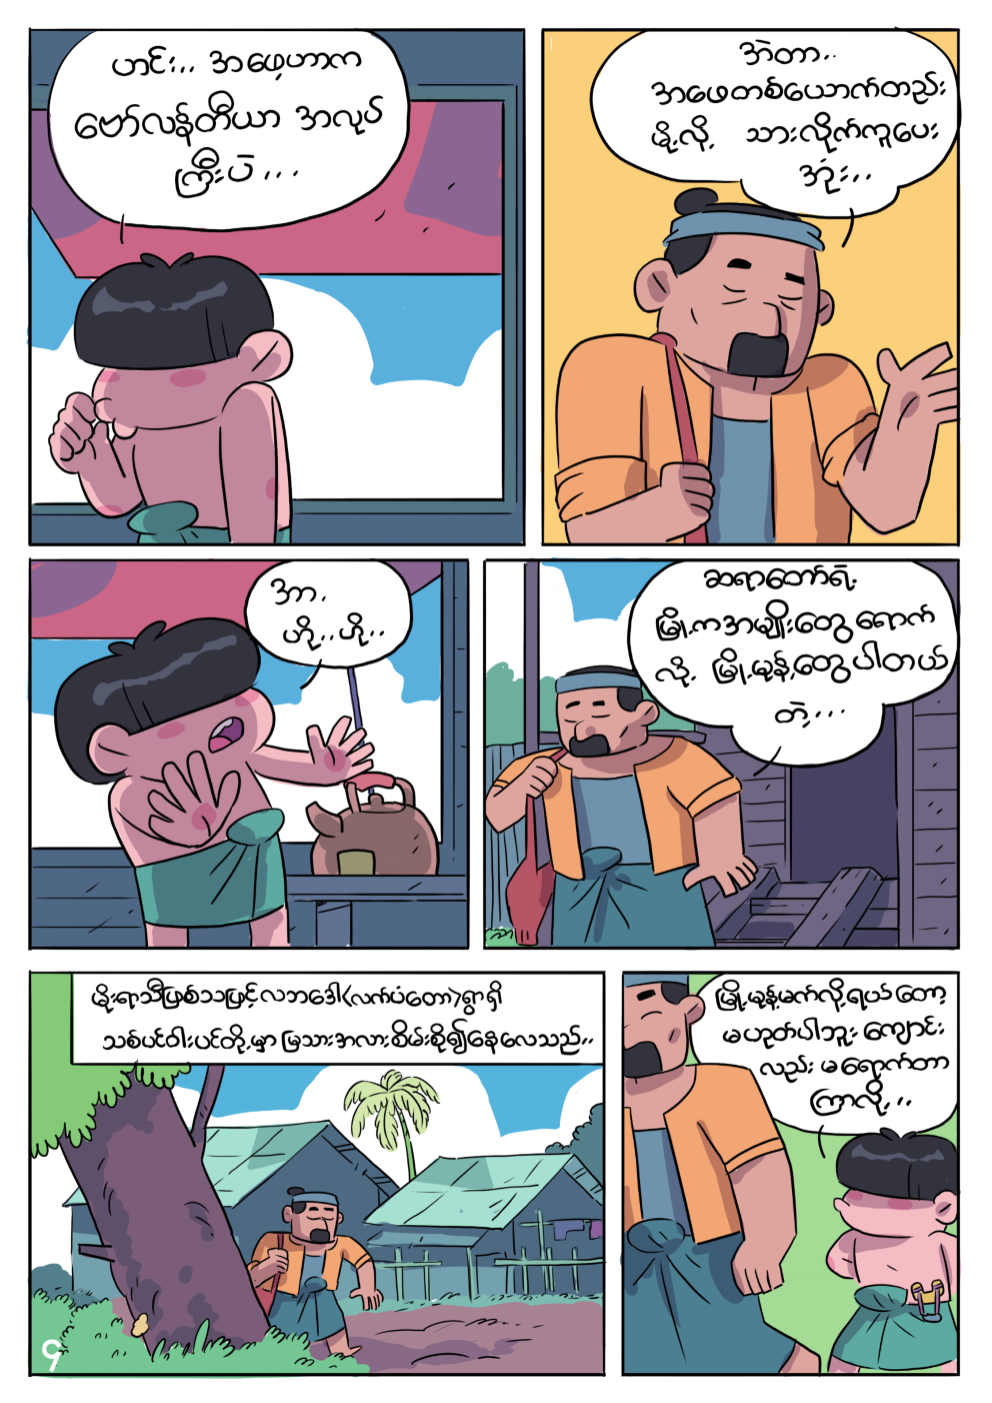 ဟင်း.. အဖေ့ဟာက
ဗော်လန်တီယာ အလုပ်
ကြီးပဲ ...
အဲတာ..
အဖေတစ်ယောက်တည်း
မို့လို့ သားလိုက်ကူပေး
အုံး..
အာ.
ဟို..ဟို..
ဆရာတော်ရဲ့
မြို့ကအမျိုးတွေရောက်
လို့ မြို့မုန့်တွေပါတယ်
တဲ့...
မိုးရာသီဖြစ်သဖြင့်လဘဒေါ(လက်ပံတော)ရွာရှိ
သစ်ပင်ဝါးပင်တို့မှာ မြသားအလားစိမ်းစို၍နေလေသည်..
မြို့မုန့်မက်လို့ရယ်တော့
မဟုတ်ပါဘူး ကျောင်း
လည်း မရောက်တာ
ကြာလို့...
၄